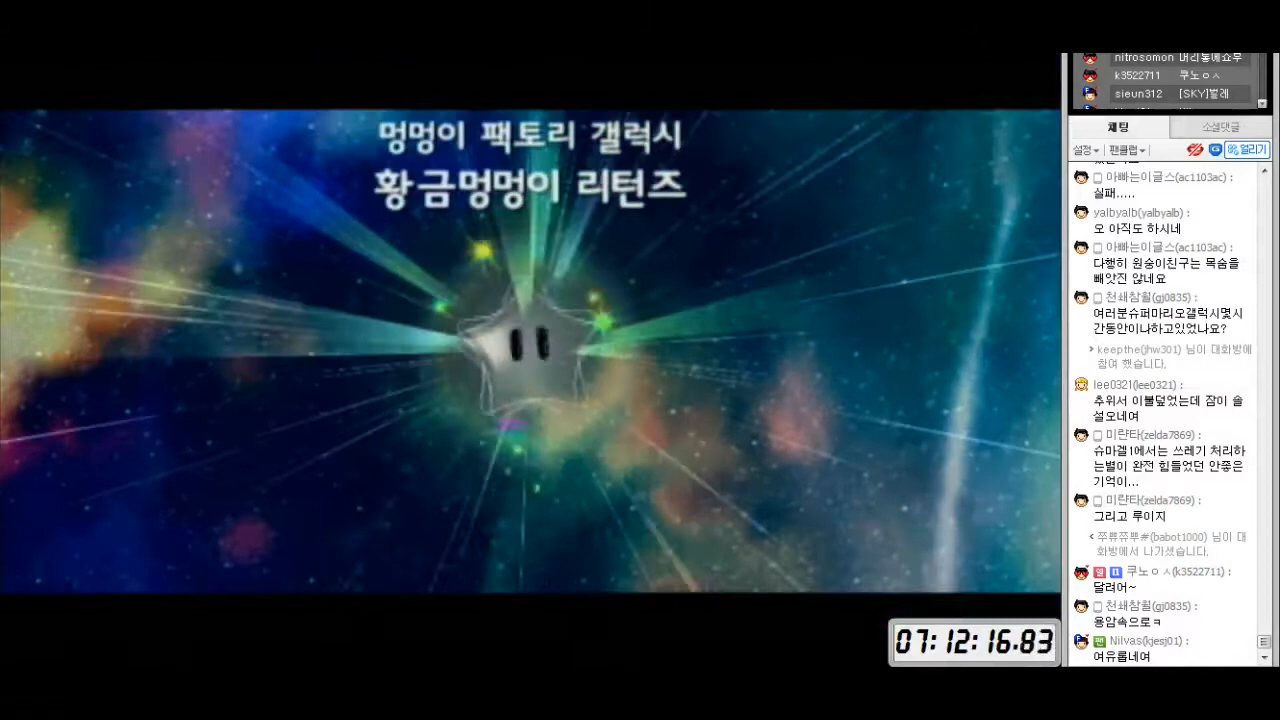 멍멍이 팩토리 갤럭시
황금멍멍이 리턴즈
07:12:16.83
nitrosomon
k3522711 쿠노ㅇㅅ
sieun312 [SKY]벌레
채팅
소셜댓글
설정
팬클럽
얼리기
아빠는이글스(ac1103ac) :
실패.....
yalbyalb(yalbyalb) :
오 아직도 하시네
아빠는이글스(ac1103ac) :
다행히 원숭이친구는 목숨을
빼앗진 않네요
천쇄참월(gj0835) :
여러분슈퍼마리오갤럭시몇시
간동안이나하고있었나요?
keepthe(jhw301) 님이 대화방에
참여 했습니다.
lee0321(lee0321) :
추워서 이불덮었는데 잠이 솔
설오네여
미랸타(zelda7869) :
슈마겔1에서는 쓰레기 처리하
는별이 완전 힘들었던 안좋은
기억이...
미랸타(zelda7869) :
그리고 루이지
쭈쀼쮸뿌#(babot1000) 님이 대
화방에서 나가셨습니다.
열 쿠노ㅇㅅ(k3522711) :
달려어~
천쇄참월(gj0835) :
용암속으로ㅋ
팬 Nilvas(kjesj01) :
여유롭네여